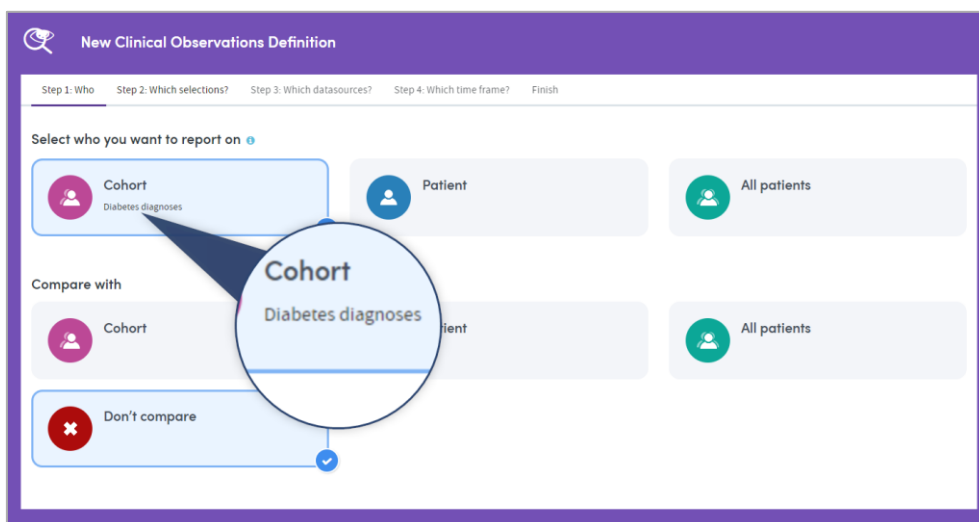 New Clinical Observations Definition
Step 1: Who Step 2: Which selections? Step 3: Which datasources? Step 4: Which time frame? Finish
Select who you want to report on
Cohort
Diabetes diagnoses
Patient
All patients
Cohort
Diabetes diagnoses
Compare with
Cohort
All patients
Don't compare